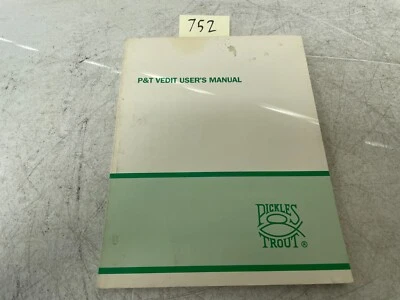 752
P&T VEDIT USER'S MANUAL
PICKLES
& TROUT ®